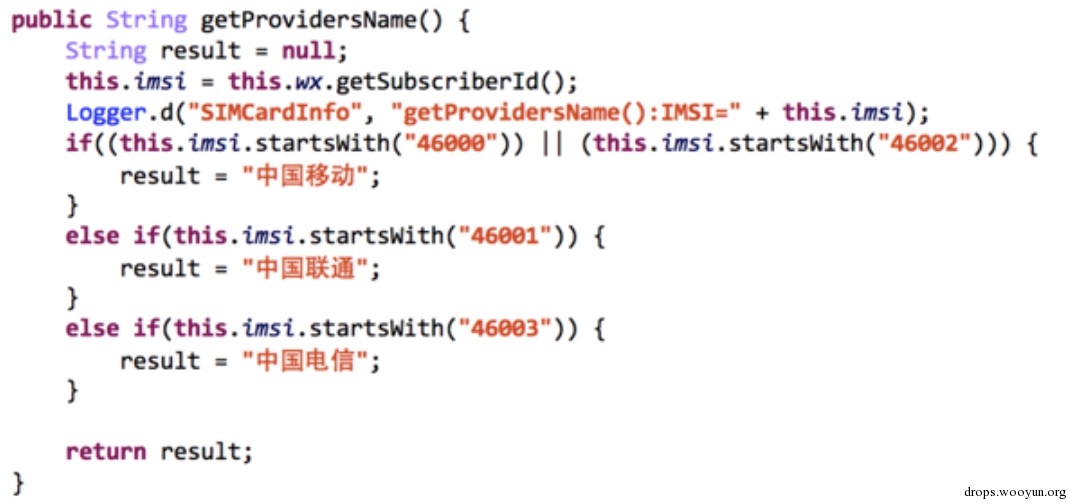 public String getProvidersName() {
    String result = null;
    this.imsi = this.wx.getSubscriberId();
    Logger.d("SIMCardInfo", "getProvidersName():IMSI=" + this.imsi);
    if((this.imsi.startsWith("46000")) || (this.imsi.startsWith("46002"))) {
        result = "中国移动";
    }
    else if(this.imsi.startsWith("46001")) {
        result = "中国联通";
    }
    else if(this.imsi.startsWith("46003")) {
        result = "中国电信";
    }
    return result;
}
drops.wooyun.org